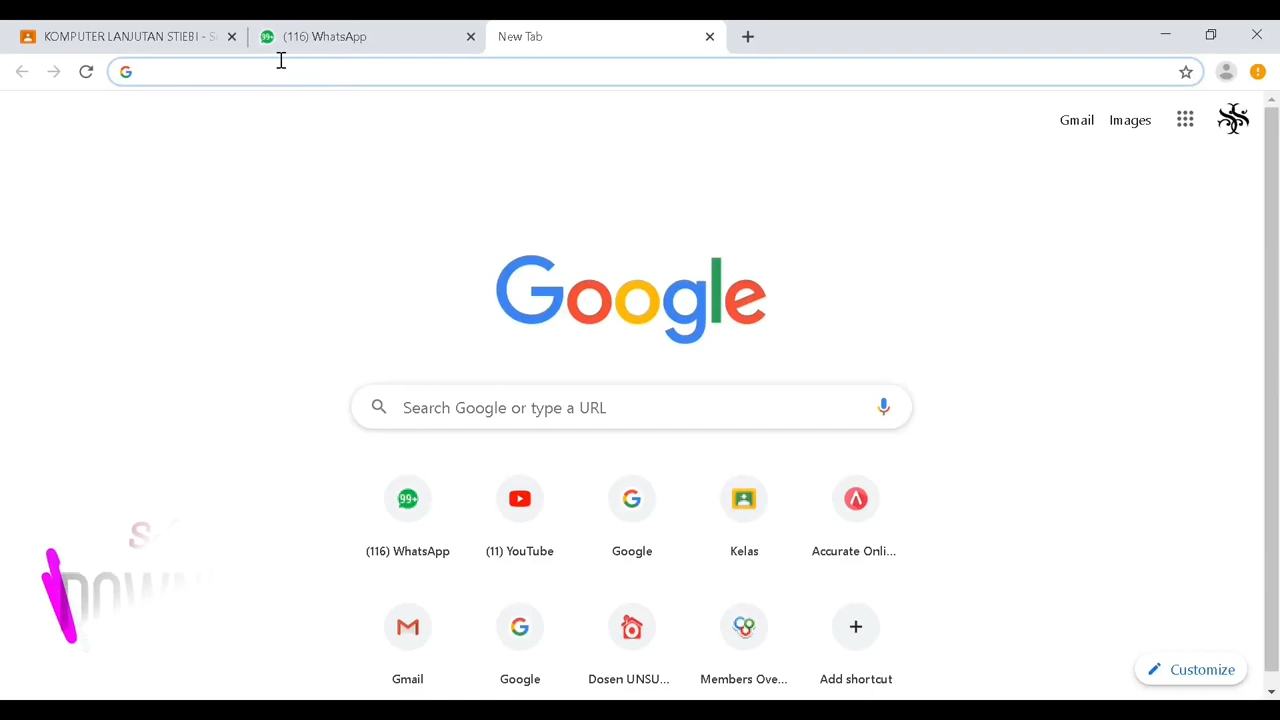 KOMPUTER LANJUTAN STIEBI - S
(116) WhatsApp
New Tab
Gmail
Images
Google
Search Google or type a URL
99+
(116) WhatsApp
(11) YouTube
Google
Kelas
Accurate Onli...
Gmail
Google
Dosen UNSU...
Members Ove...
Add shortcut
Customize